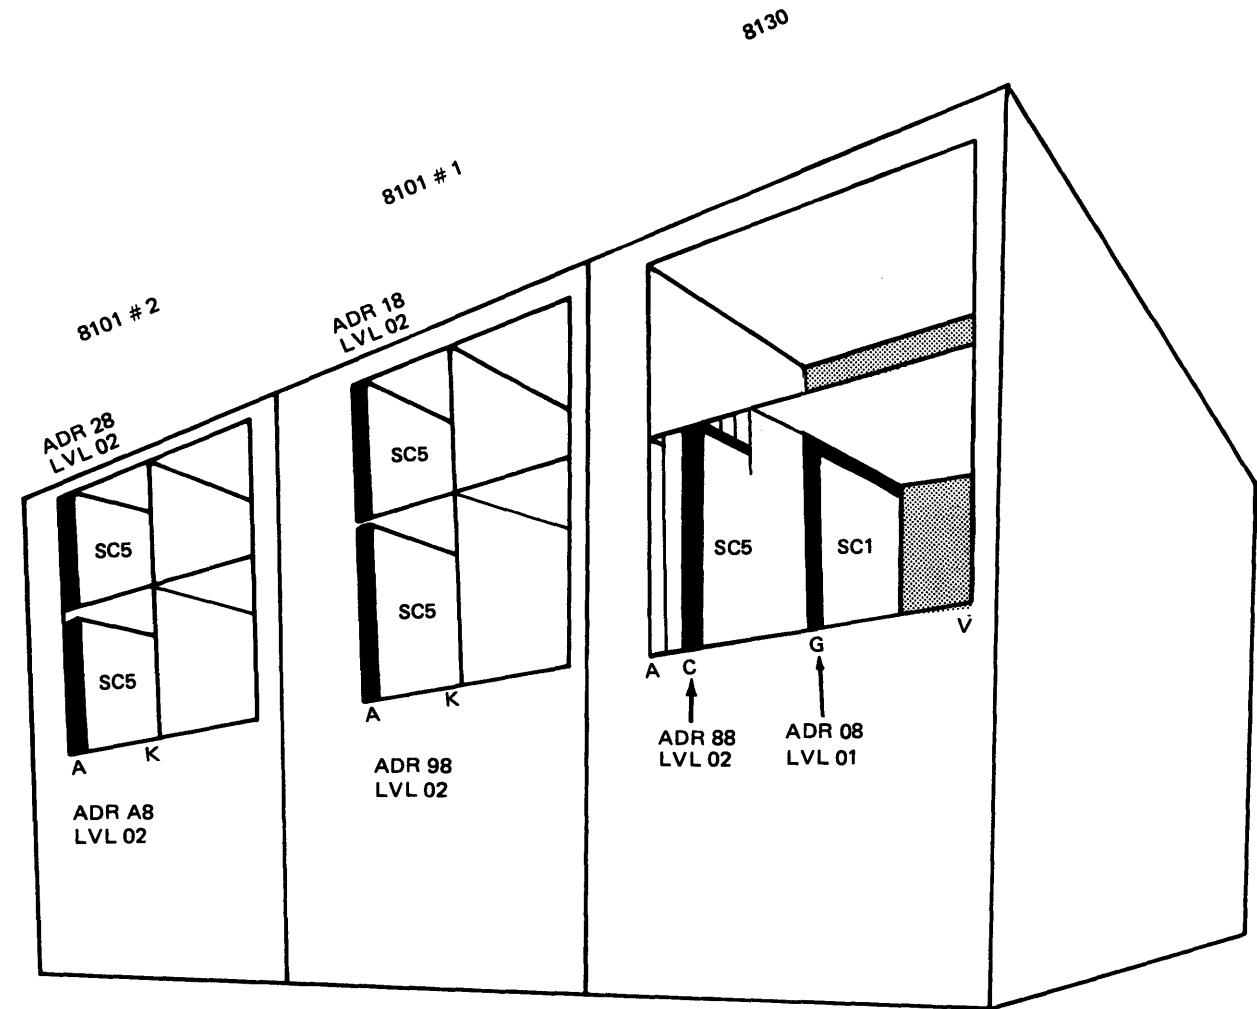 8130
8101 # 1
8101 # 2
ADR 18
LVL 02
ADR 28
LVL 02
SC5
SC5
SC5
SC1
SC5
SC5
A
K
A
K
A
C
G
V
ADR 88
LVL 02
ADR 08
LVL 01
ADR 98
LVL 02
ADR A8
LVL 02